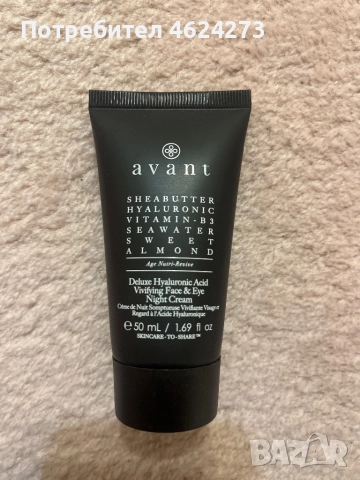 Потребител 4624273
avant
SHEABUTTER
HYALURONIC
VITAMIN-B3
SEAWATER
SWEET
ALMOND
Age Nutri-Revive
Deluxe Hyaluronic Acid
Vivifying Face & Eye
Night Cream
Crème de Nuit Somptueuse Vivifiante Visage et
Regard à l'Acide Hyaluronique
℮ 50 mL / 1.69 fl oz
SKINCARE-TO-SHARE™
BAZAR